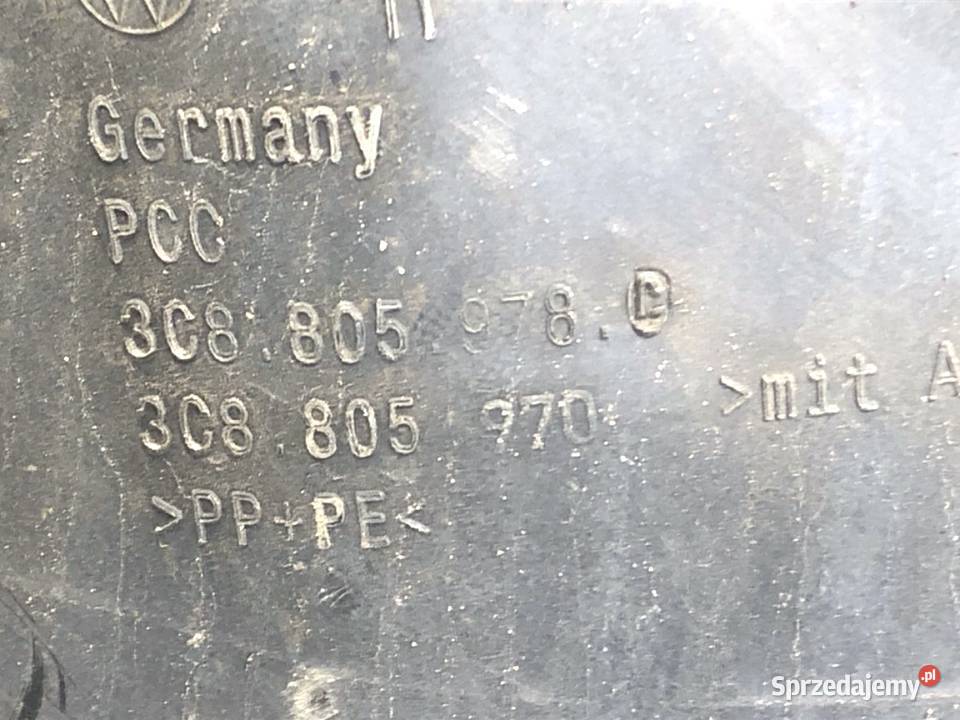 Germany
PCC
3C8.805.978.
3C8 805 970
>mit
>PP+PE<
Sprzedajemy.pl